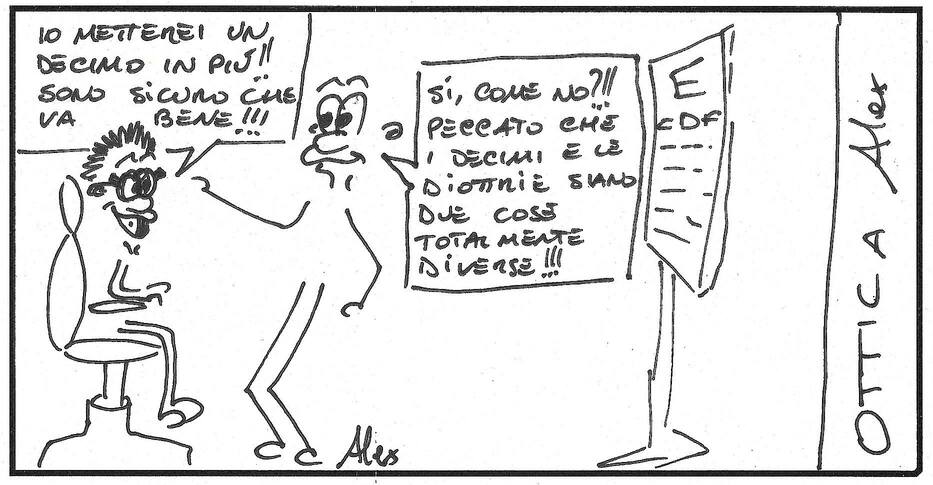 IO METTEREI UN
DECIMO IN PIÚ!!
SONO SICURO CHE
VA BENE!!!
SI, COME NO?!!
PECCATO CHE
I DECIMI E LE
DIOTTRIE SIANO
DUE COSE
TOTALMENTE
DIVERSE!!!
E
CDF
OTTICA Alex
Alex